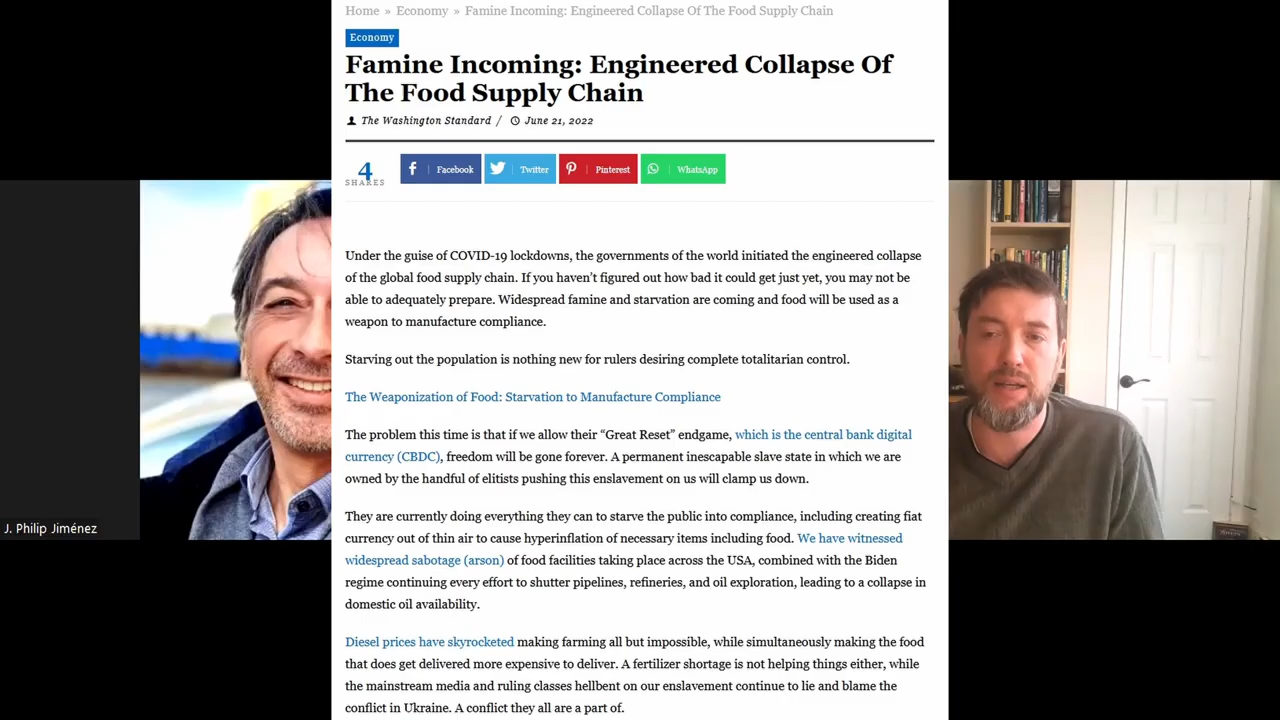 Home » Economy » Famine Incoming: Engineered Collapse Of The Food Supply Chain
Economy
Famine Incoming: Engineered Collapse Of
The Food Supply Chain
The Washington Standard / June 21, 2022
4
SHARES
Facebook
Twitter
Pinterest
WhatsApp
Under the guise of COVID-19 lockdowns, the governments of the world initiated the engineered collapse
of the global food supply chain. If you haven't figured out how bad it could get just yet, you may not be
able to adequately prepare. Widespread famine and starvation are coming and food will be used as a
weapon to manufacture compliance.
Starving out the population is nothing new for rulers desiring complete totalitarian control.
The Weaponization of Food: Starvation to Manufacture Compliance
The problem this time is that if we allow their "Great Reset" endgame, which is the central bank digital
currency (CBDC), freedom will be gone forever. A permanent inescapable slave state in which we are
owned by the handful of elitists pushing this enslavement on us will clamp us down.
They are currently doing everything they can to starve the public into compliance, including creating fiat
currency out of thin air to cause hyperinflation of necessary items including food. We have witnessed
widespread sabotage (arson) of food facilities taking place across the USA, combined with the Biden
regime continuing every effort to shutter pipelines, refineries, and oil exploration, leading to a collapse in
domestic oil availability.
Diesel prices have skyrocketed making farming all but impossible, while simultaneously making the food
that does get delivered more expensive to deliver. A fertilizer shortage is not helping things either, while
the mainstream media and ruling classes hellbent on our enslavement continue to lie and blame the
conflict in Ukraine. A conflict they all are a part of.
J. Philip Jiménez